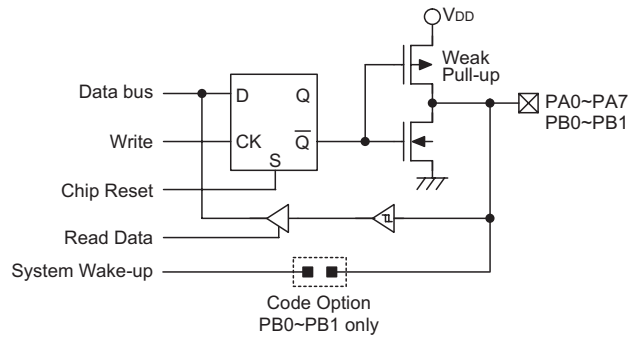 VDD
Weak
Pull-up
Data bus
D
Q
PA0~PA7
PB0~PB1
Write
CK
Q
S
Chip Reset
Read Data
System Wake-up
Code Option
PB0~PB1 only